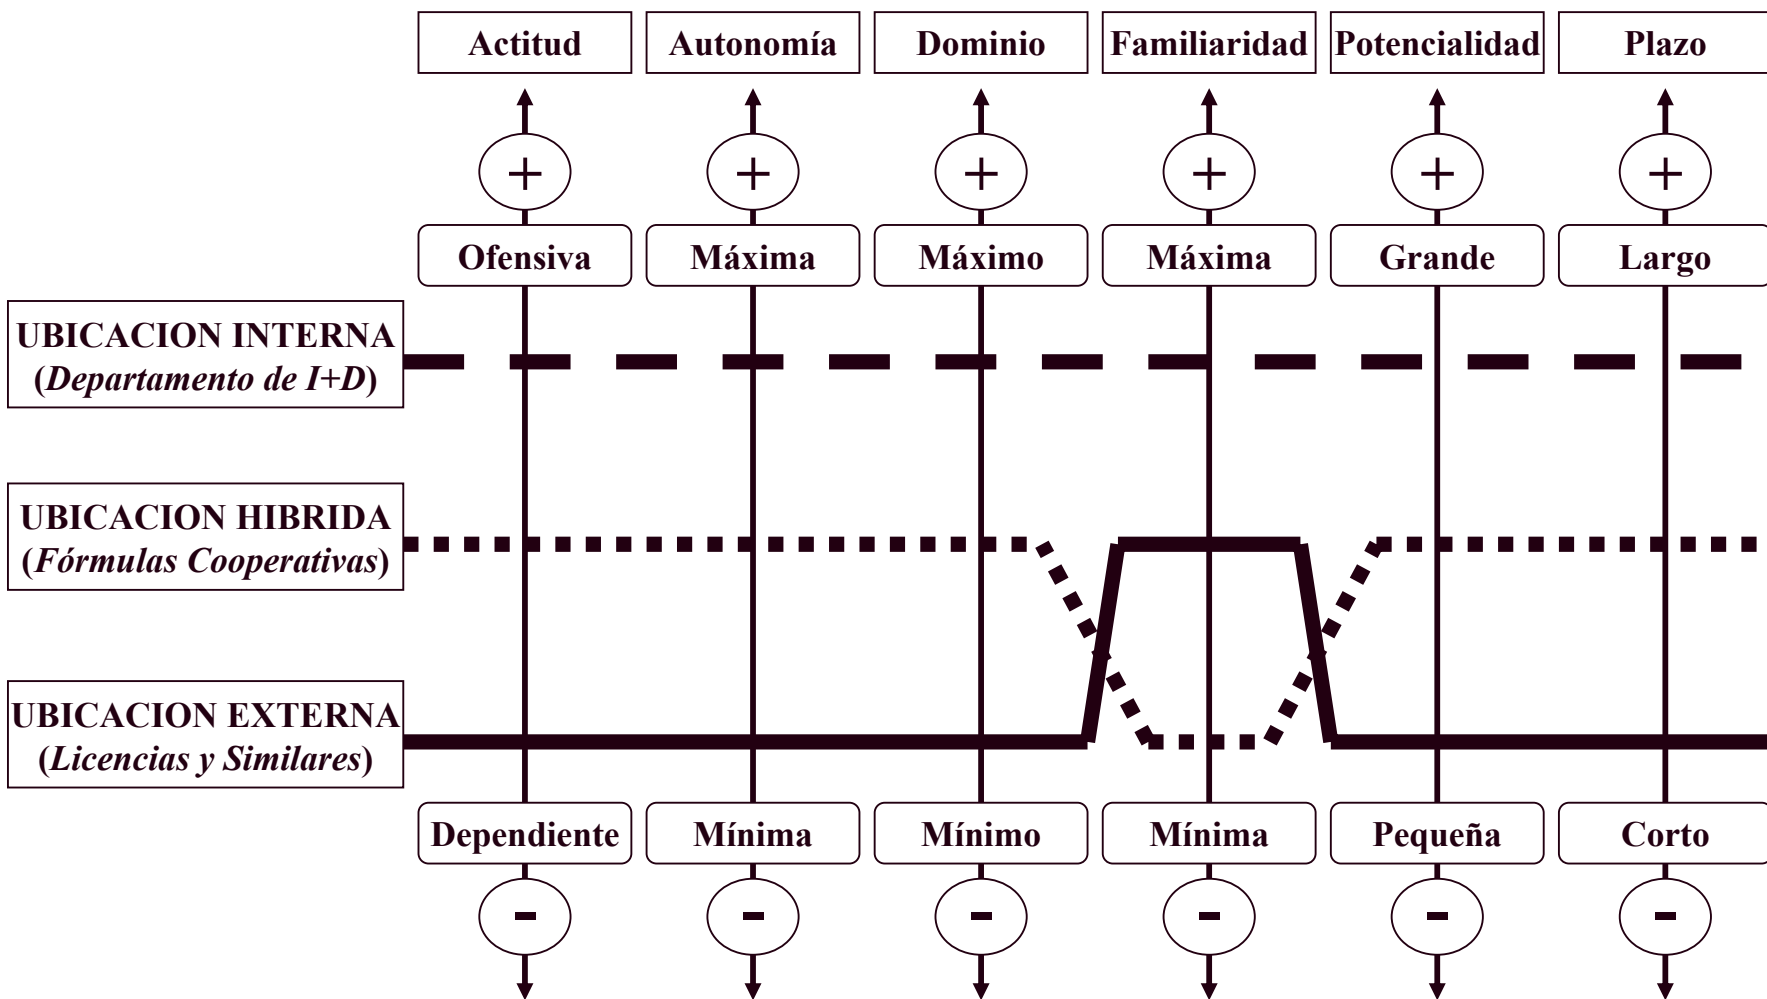 Actitud
Autonomía
Dominio
Familiaridad
Potencialidad
Plazo
+
+
+
+
+
+
Ofensiva
Máxima
Máximo
Máxima
Grande
Largo
UBICACION INTERNA
(Departamento de I+D)
UBICACION HIBRIDA
(Fórmulas Cooperativas)
UBICACION EXTERNA
(Licencias y Similares)
Dependiente
Mínima
Mínimo
Mínima
Pequeña
Corto
-
-
-
-
-
-